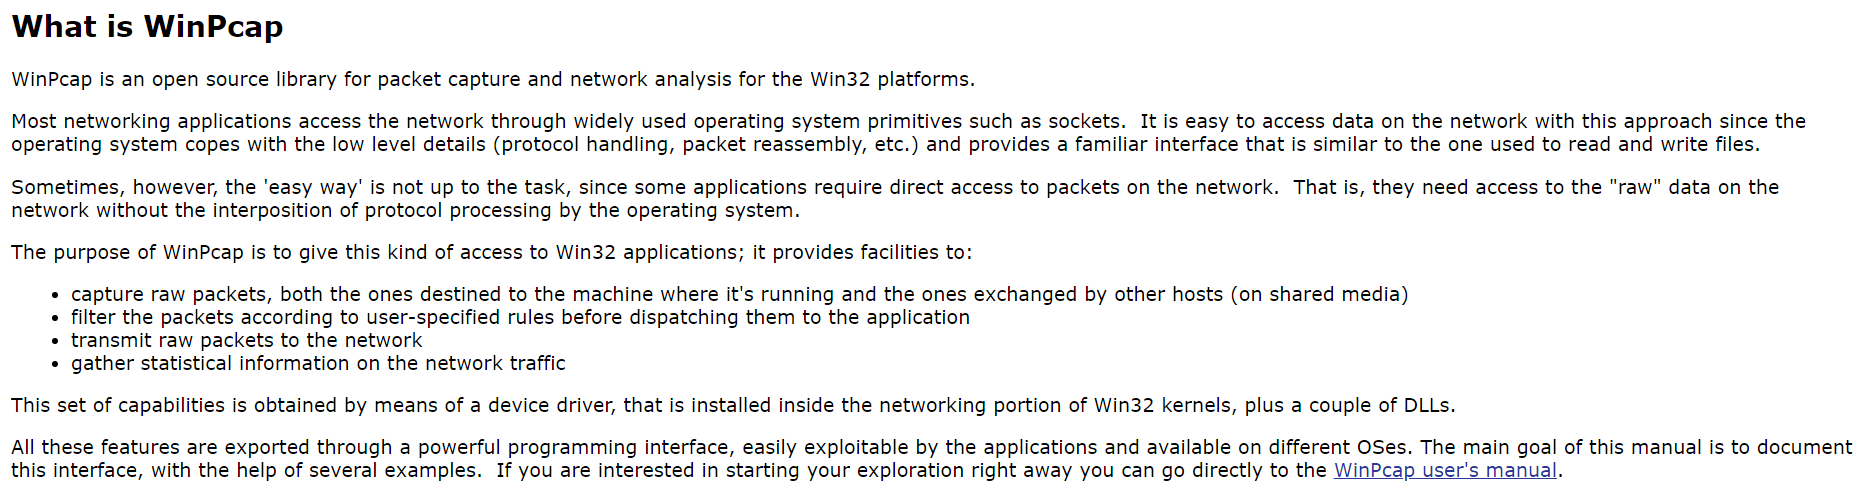 What is WinPcap
WinPcap is an open source library for packet capture and network analysis for the Win32 platforms.
Most networking applications access the network through widely used operating system primitives such as sockets.  It is easy to access data on the network with this approach since the
operating system copes with the low level details (protocol handling, packet reassembly, etc.) and provides a familiar interface that is similar to the one used to read and write files.
Sometimes, however, the 'easy way' is not up to the task, since some applications require direct access to packets on the network.  That is, they need access to the "raw" data on the
network without the interposition of protocol processing by the operating system.
The purpose of WinPcap is to give this kind of access to Win32 applications; it provides facilities to:
• capture raw packets, both the ones destined to the machine where it's running and the ones exchanged by other hosts (on shared media)
• filter the packets according to user-specified rules before dispatching them to the application
• transmit raw packets to the network
• gather statistical information on the network traffic
This set of capabilities is obtained by means of a device driver, that is installed inside the networking portion of Win32 kernels, plus a couple of DLLs.
All these features are exported through a powerful programming interface, easily exploitable by the applications and available on different OSes. The main goal of this manual is to document
this interface, with the help of several examples.  If you are interested in starting your exploration right away you can go directly to the WinPcap user's manual.